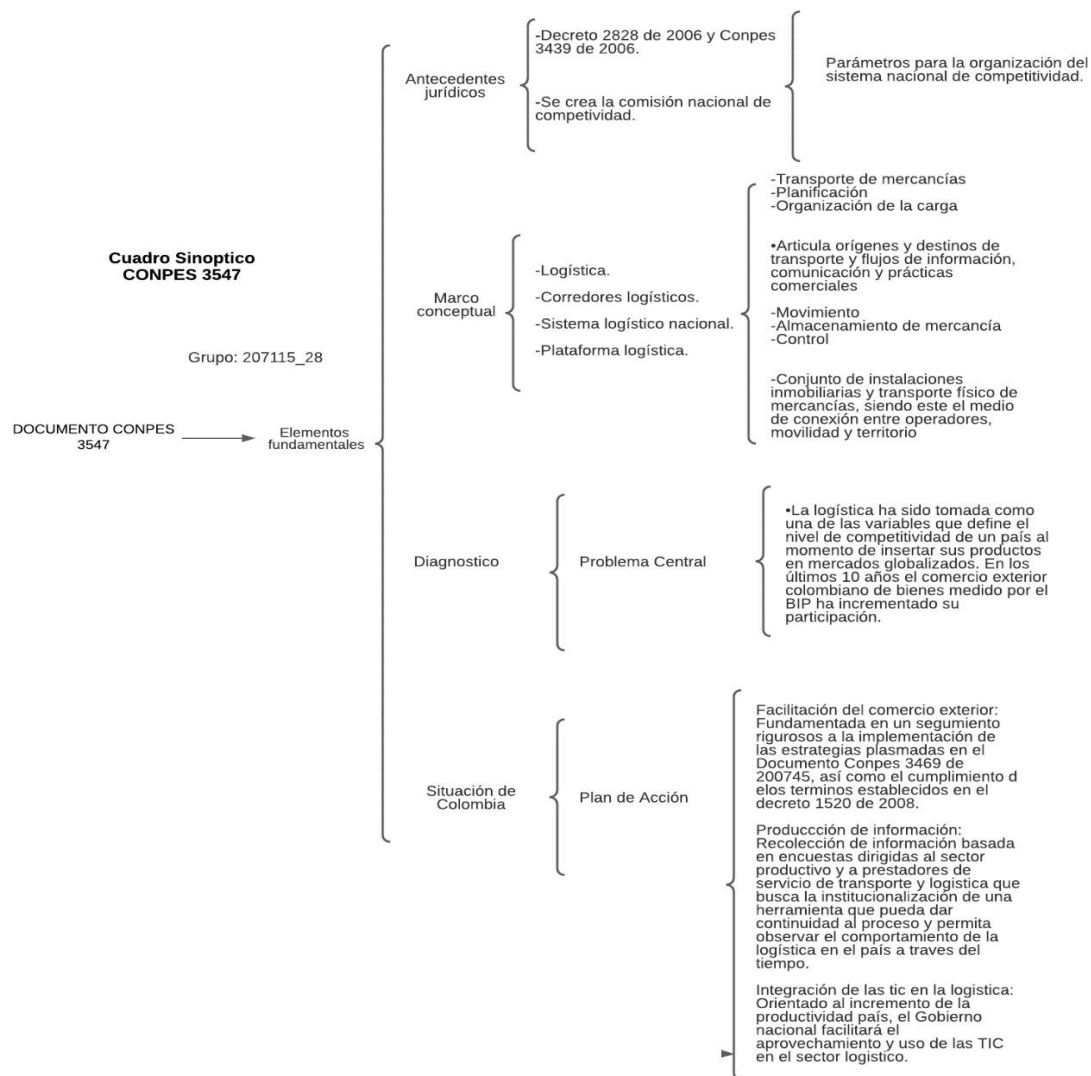 Cuadro Sinoptico
CONPES 3547
Grupo: 207115_28
DOCUMENTO CONPES
3547
Elementos
fundamentales
Antecedentes
jurídicos
-Decreto 2828 de 2006 y Conpes
3439 de 2006.
-Se crea la comisión nacional de
competividad.
Parámetros para la organización del
sistema nacional de competitividad.
Marco
conceptual
-Logística.
-Corredores logísticos.
-Sistema logístico nacional.
-Plataforma logística.
-Transporte de mercancías
-Planificación
-Organización de la carga
•Articula orígenes y destinos de
transporte y flujos de información,
comunicación y prácticas
comerciales
-Movimiento
-Almacenamiento de mercancía
-Control
-Conjunto de instalaciones
inmobiliarias y transporte físico de
mercancías, siendo este el medio
de conexión entre operadores,
movilidad y territorio
Diagnostico
Problema Central
•La logística ha sido tomada como
una de las variables que define el
nivel de competitividad de un país al
momento de insertar sus productos
en mercados globalizados. En los
últimos 10 años el comercio exterior
colombiano de bienes medido por el
BIP ha incrementado su
participación.
Situación de
Colombia
Plan de Acción
Facilitación del comercio exterior:
Fundamentada en un segumiento
rigurosos a la implementación de
las estrategias plasmadas en el
Documento Conpes 3469 de
200745, así como el cumplimiento d
elos terminos establecidos en el
decreto 1520 de 2008.
Produccción de información:
Recolección de información basada
en encuestas dirigidas al sector
productivo y a prestadores de
servicio de transporte y logistica que
busca la institucionalización de una
herramienta que pueda dar
continuidad al proceso y permita
observar el comportamiento de la
logística en el país a traves del
tiempo.
Integración de las tic en la logistica:
Orientado al incremento de la
productividad país, el Gobierno
nacional facilitará el
aprovechamiento y uso de las TIC
en el sector logistico.